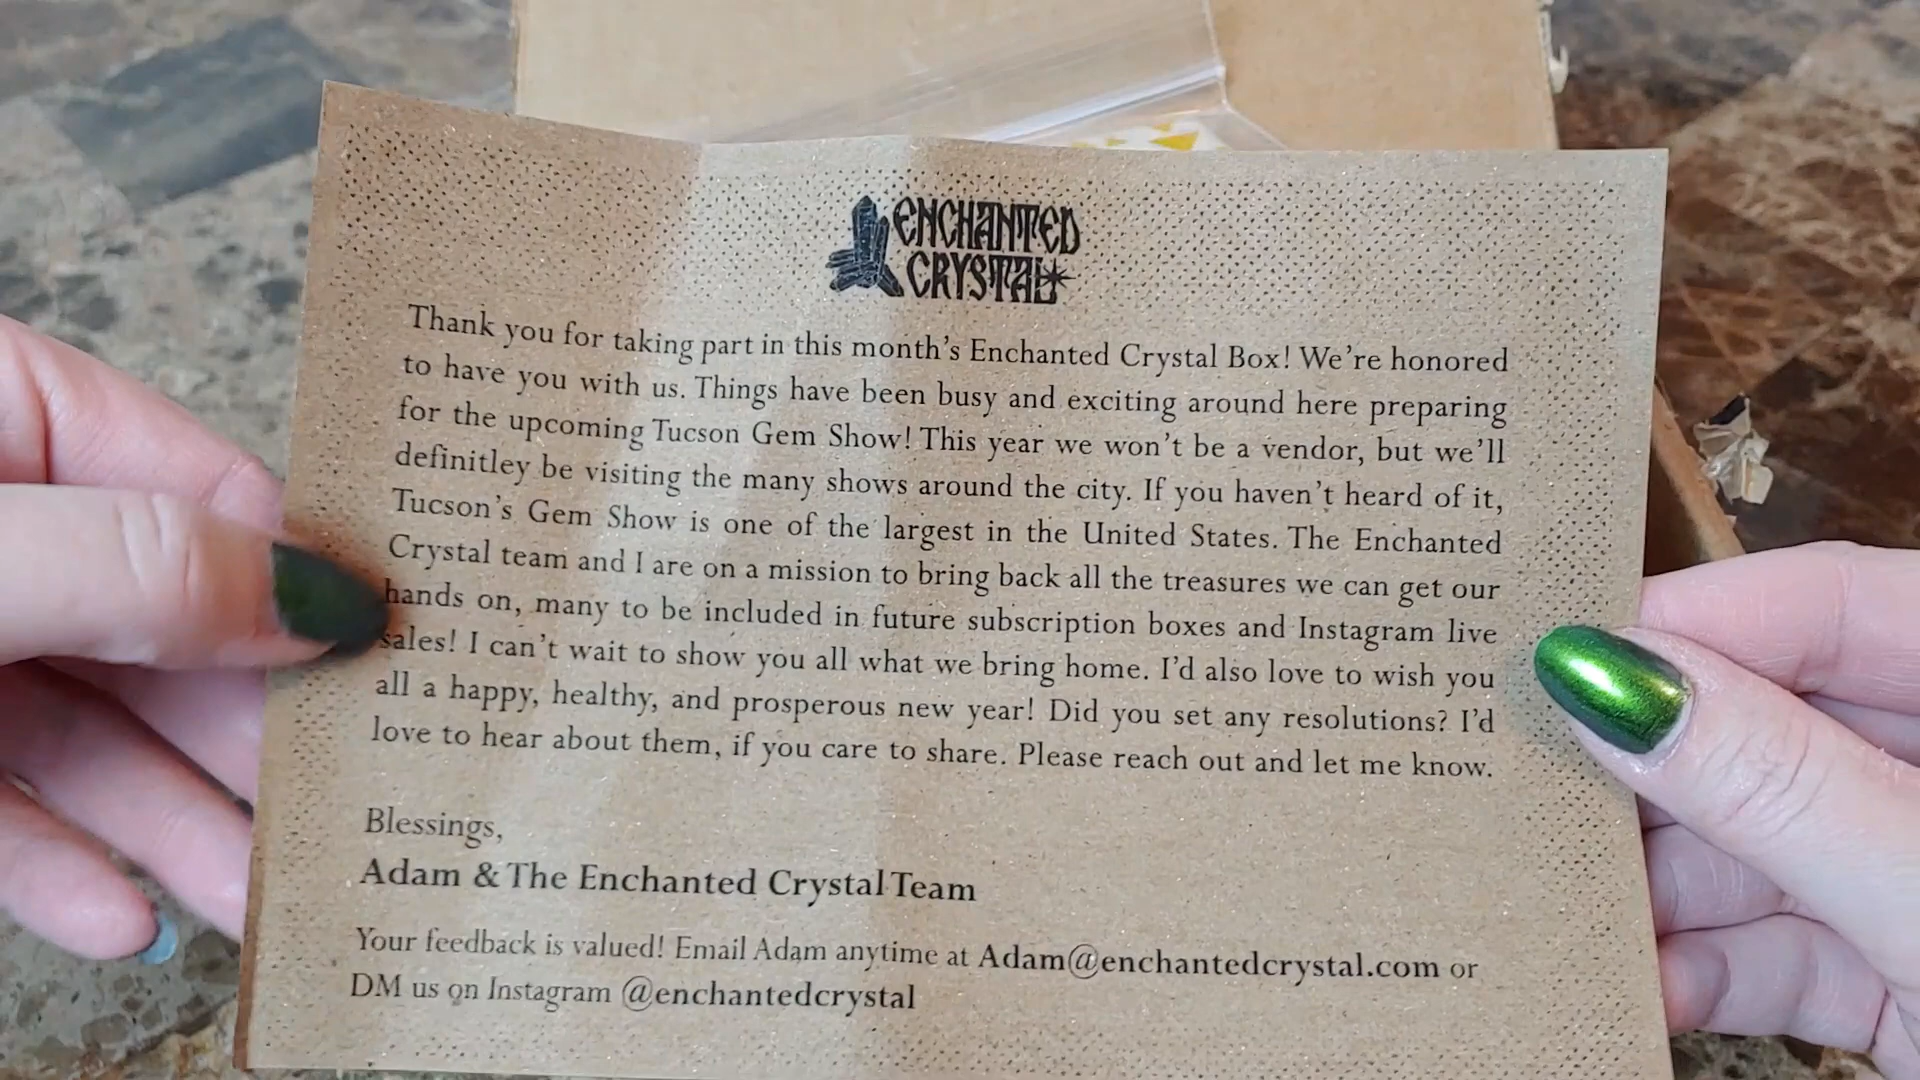 ENCHANTED
CRYSTAL
Thank you for taking part in this month's Enchanted Crystal Box! We're honored
to have you with us. Things have been busy and exciting around here preparing
for the upcoming Tucson Gem Show! This year we won't be a vendor, but we'll
definitley be visiting the many shows around the city. If you haven't heard of it,
Tucson's Gem Show is one of the largest in the United States. The Enchanted
Crystal team and I are on a mission to bring back all the treasures we can get our
hands on, many to be included in future subscription boxes and Instagram live
sales! I can't wait to show you all what we bring home. I'd also love to wish you
all a happy, healthy, and prosperous new year! Did you set any resolutions? I'd
love to hear about them, if you care to share. Please reach out and let me know.
Blessings,
Adam & The Enchanted Crystal Team
Your feedback is valued! Email Adam anytime at Adam@enchantedcrystal.com or
DM us on Instagram @enchantedcrystal